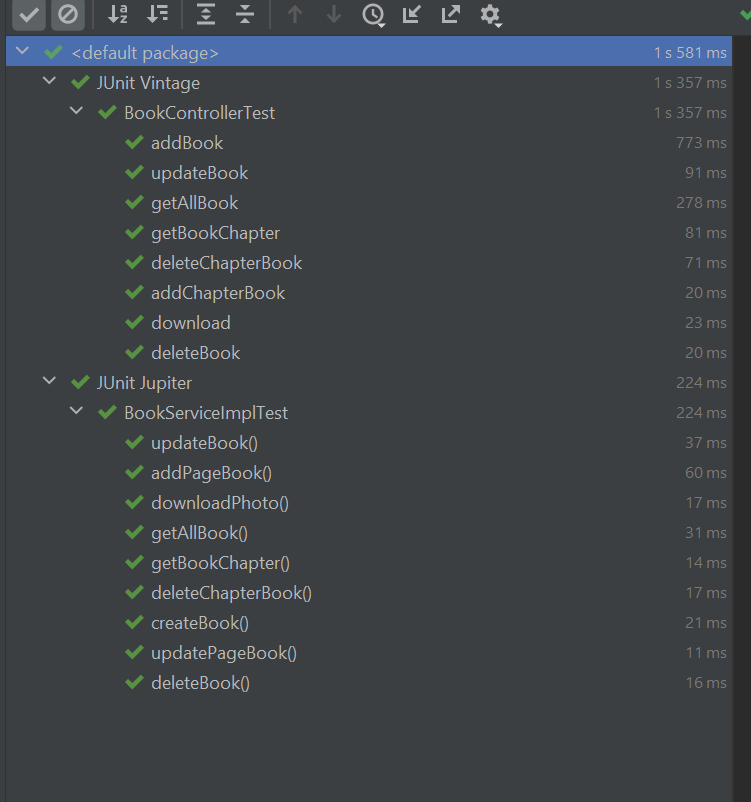 <default package> 1 s 581 ms
JUnit Vintage 1 s 357 ms
BookControllerTest 1 s 357 ms
addBook 773 ms
updateBook 91 ms
getAllBook 278 ms
getBookChapter 81 ms
deleteChapterBook 71 ms
addChapterBook 20 ms
download 23 ms
deleteBook 20 ms
JUnit Jupiter 224 ms
BookServiceImplTest 224 ms
updateBook() 37 ms
addPageBook() 60 ms
downloadPhoto() 17 ms
getAllBook() 31 ms
getBookChapter() 14 ms
deleteChapterBook() 17 ms
createBook() 21 ms
updatePageBook() 11 ms
deleteBook() 16 ms